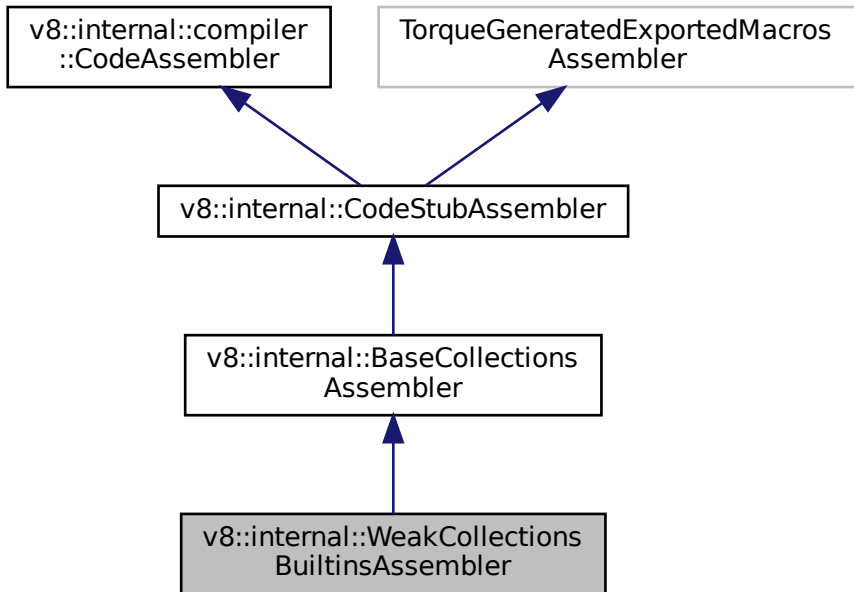 v8::internal::compiler
::CodeAssembler
TorqueGeneratedExportedMacros
Assembler
v8::internal::CodeStubAssembler
v8::internal::BaseCollections
Assembler
v8::internal::WeakCollections
BuiltinsAssembler